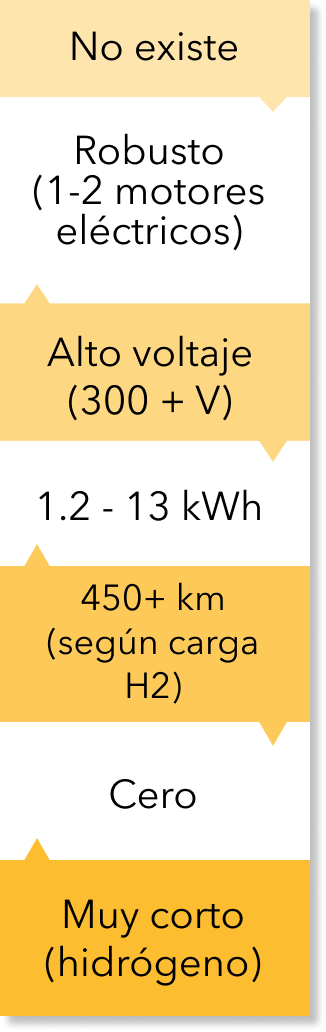 No existe
Robusto
(1-2 motores
eléctricos)
Alto voltaje
(300 + V)
1.2 - 13 kWh
450+ km
(según carga
H2)
Cero
Muy corto
(hidrógeno)